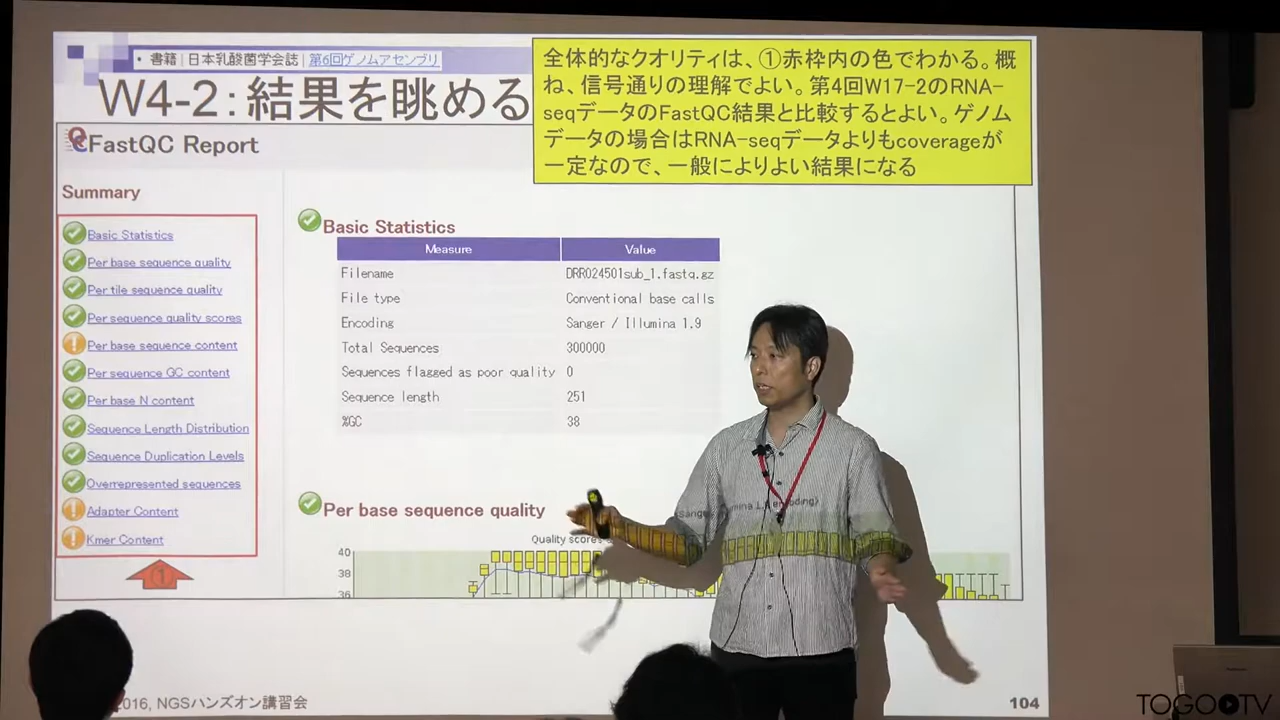 ・書籍 | 日本乳酸菌学会誌 | 第6回ゲノムアセンブリ
W4-2：結果を眺める
全体的なクオリティは、①赤枠内の色でわかる。概
ね、信号通りの理解でよい。第4回W17-2のRNA-
seqデータのFastQC結果と比較するとよい。ゲノム
データの場合はRNA-seqデータよりもcoverageが
一定なので、一般によりよい結果になる
FastQC Report
Summary
Basic Statistics
Per base sequence quality
Per tile sequence quality
Per sequence quality scores
Per base sequence content
Per sequence GC content
Per base N content
Sequence Length Distribution
Sequence Duplication Levels
Overrepresented sequences
Adapter Content
Kmer Content
①
Basic Statistics
Measure Value
Filename DRR024501sub_1.fastq.gz
File type Conventional base calls
Encoding Sanger / Illumina 1.9
Total Sequences 300000
Sequences flagged as poor quality 0
Sequence length 251
%GC 38
Per base sequence quality
Quality scores
40
38
36
2016, NGSハンズオン講習会
104
TOGOTV